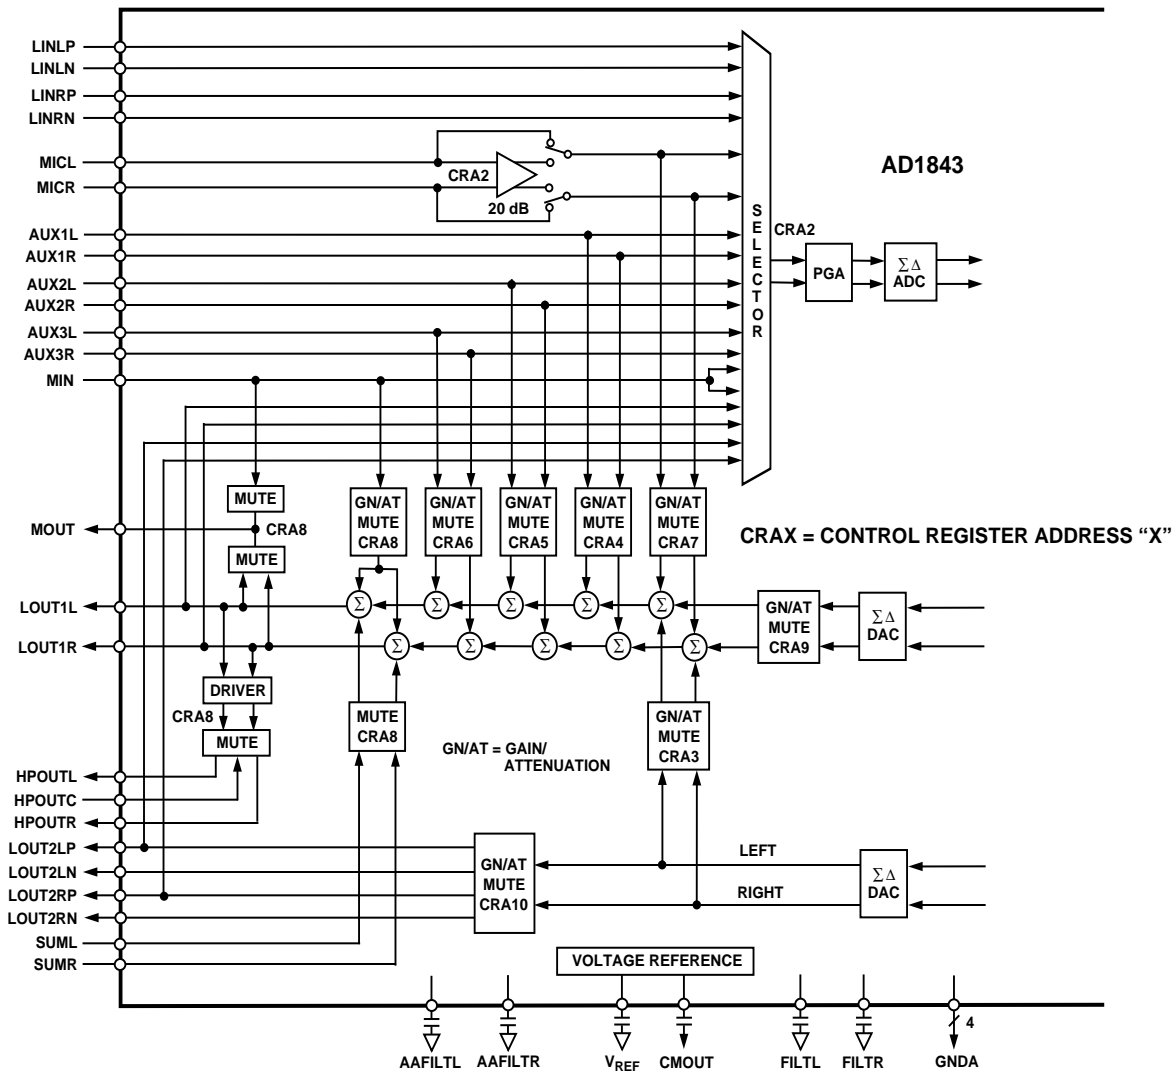 LINLP
LINLN
LINRP
LINRN
MICL
MICR
CRA2
20 dB
AD1843
AUX1L
AUX1R
AUX2L
AUX2R
AUX3L
AUX3R
MIN
SELECTOR
CRA2
PGA
ΣΔ
ADC
MUTE
MOUT
CRA8
MUTE
GN/AT
MUTE
CRA8
GN/AT
MUTE
CRA6
GN/AT
MUTE
CRA5
GN/AT
MUTE
CRA4
GN/AT
MUTE
CRA7
CRAX = CONTROL REGISTER ADDRESS “X”
LOUT1L
Σ
Σ
Σ
Σ
Σ
LOUT1R
Σ
Σ
Σ
Σ
Σ
GN/AT
MUTE
CRA9
ΣΔ
DAC
DRIVER
CRA8
MUTE
MUTE
CRA8
GN/AT = GAIN/
ATTENUATION
GN/AT
MUTE
CRA3
HPOUTL
HPOUTC
HPOUTR
LOUT2LP
LOUT2LN
LOUT2RP
LOUT2RN
GN/AT
MUTE
CRA10
LEFT
RIGHT
ΣΔ
DAC
SUML
SUMR
VOLTAGE REFERENCE
4
AAFILTL
AAFILTR
VREF
CMOUT
FILTL
FILTR
GNDA